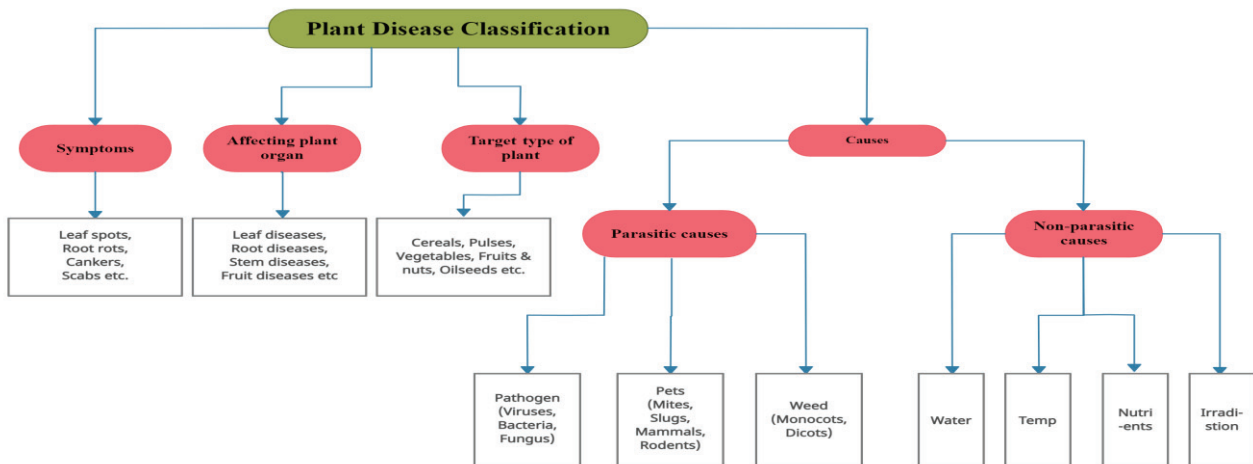 Plant Disease Classification
Symptoms
Affecting plant
organ
Target type of
plant
Causes
Leaf spots,
Root rots,
Cankers,
Scabs etc.
Leaf diseases,
Root diseases,
Stem diseases,
Fruit diseases etc
Cereals, Pulses,
Vegetables, Fruits &
nuts, Oilseeds etc.
Parasitic causes
Non-parasitic
causes
Pathogen
(Viruses,
Bacteria,
Fungus)
Pets
(Mites,
Slugs,
Mammals,
Rodents)
Weed
(Monocots,
Dicots)
Water
Temp
Nutri
-ents
Irradi-
stion